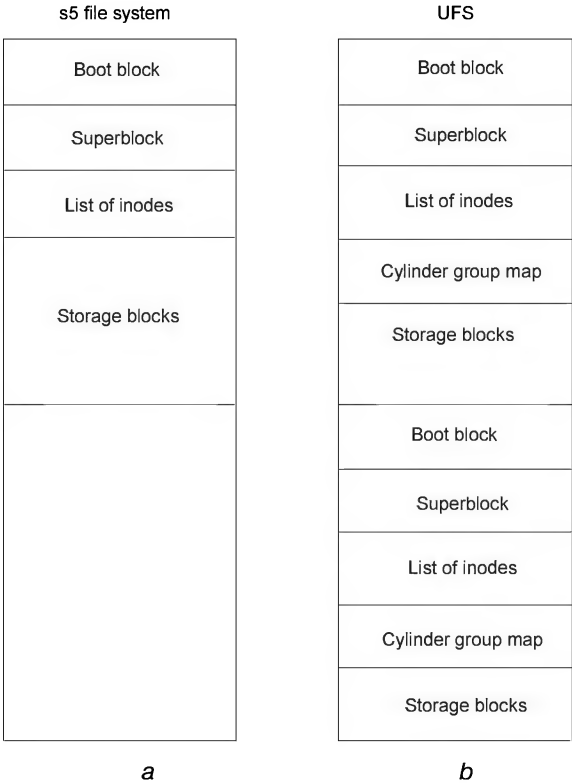 s5 file system
Boot block
Superblock
List of inodes
Storage blocks
a
UFS
Boot block
Superblock
List of inodes
Cylinder group map
Storage blocks
Boot block
Superblock
List of inodes
Cylinder group map
Storage blocks
b